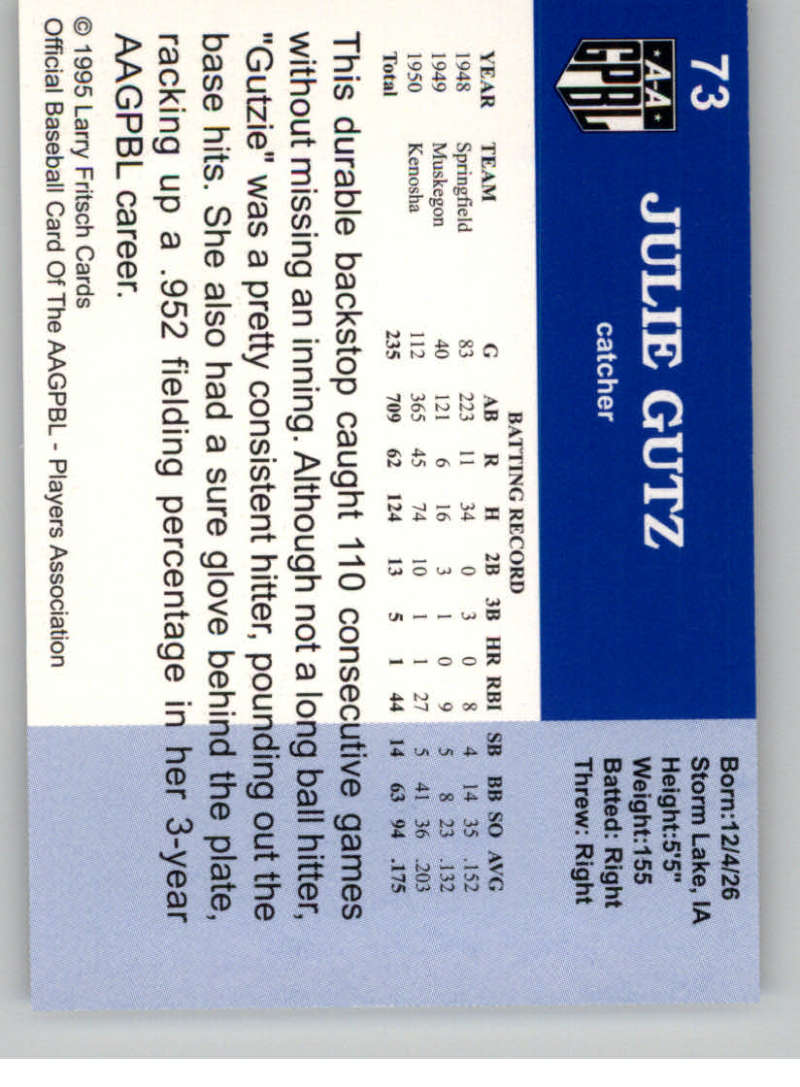 73
A-A
GPBL
JULIE GUTZ
catcher
Born:12/4/26
Storm Lake, IA
Height:5'5"
Weight:155
Batted: Right
Threw: Right
BATTING RECORD
YEAR TEAM G AB R H 2B 3B HR RBI SB BB SO AVG
1948 Springfield 83 223 11 34 0 3 0 8 4 14 35 .152
1949 Muskegon 40 121 6 16 3 1 0 9 5 8 23 .132
1950 Kenosha 112 365 45 74 10 1 1 27 5 41 36 .203
Total 235 709 62 124 13 5 1 44 14 63 94 .175
This durable backstop caught 110 consecutive games
without missing an inning. Although not a long ball hitter,
"Gutzie" was a pretty consistent hitter, pounding out the
base hits. She also had a sure glove behind the plate,
racking up a .952 fielding percentage in her 3-year
AAGPBL career.
© 1995 Larry Fritsch Cards
Official Baseball Card Of The AAGPBL - Players Association